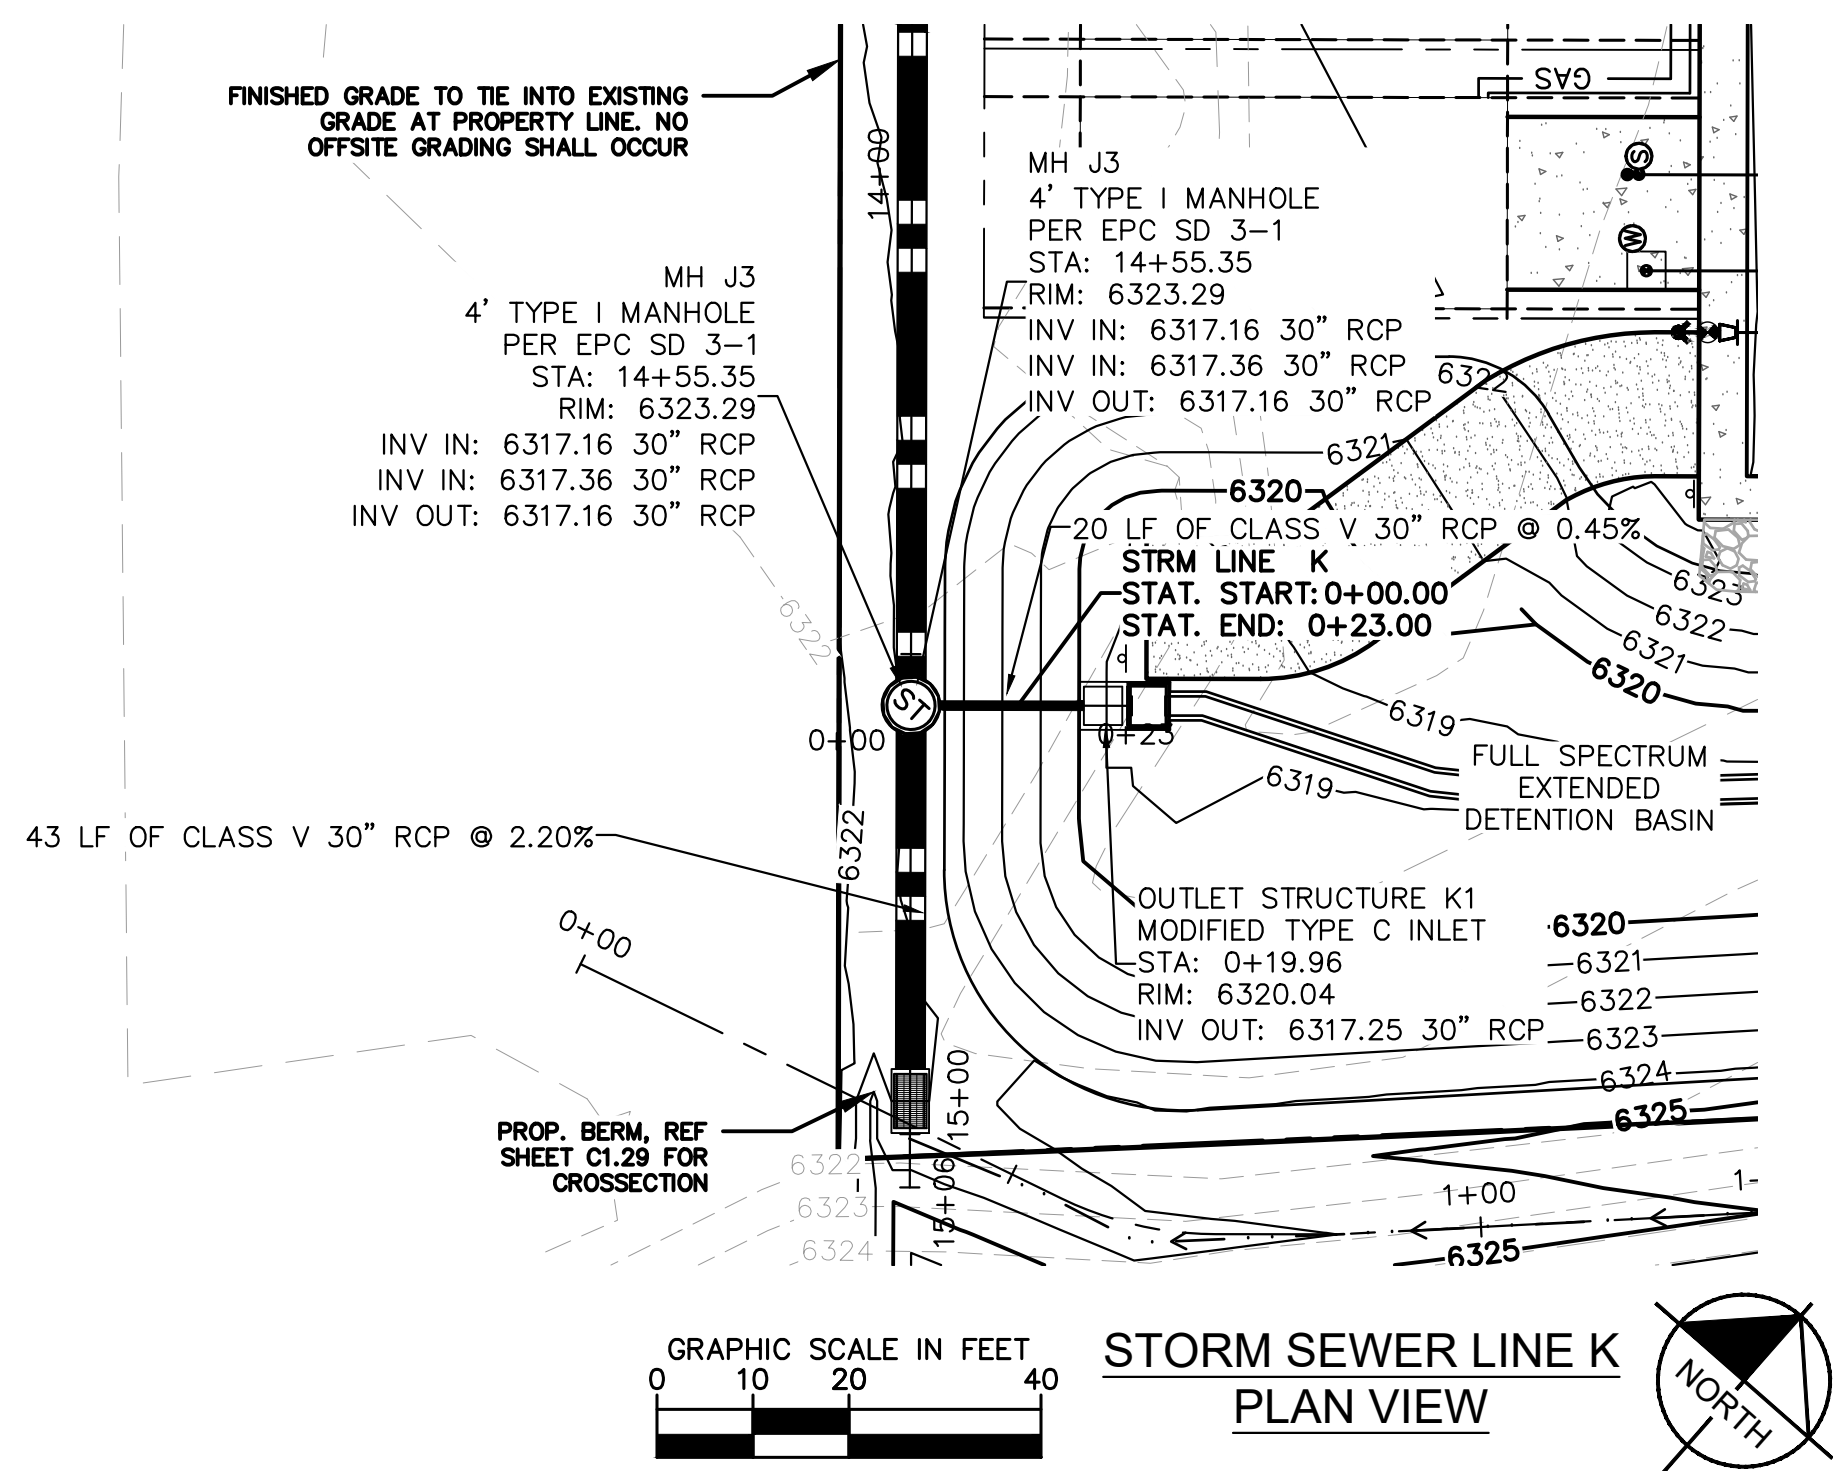 FINISHED GRADE TO TIE INTO EXISTING
GRADE AT PROPERTY LINE. NO
OFFSITE GRADING SHALL OCCUR
14+00
GAS
S
W
MH J3
4' TYPE I MANHOLE
PER EPC SD 3-1
STA: 14+55.35
RIM: 6323.29
INV IN: 6317.16 30" RCP
INV IN: 6317.36 30" RCP
INV OUT: 6317.16 30" RCP
MH J3
4' TYPE I MANHOLE
PER EPC SD 3-1
STA: 14+55.35
RIM: 6323.29
INV IN: 6317.16 30" RCP
INV IN: 6317.36 30" RCP
INV OUT: 6317.16 30" RCP
6322
6321
6320
20 LF OF CLASS V 30" RCP @ 0.45%
STRM LINE K
STAT. START: 0+00.00
STAT. END: 0+23.00
6323
6322
6321
6320
6322
ST
0+00
0+23
6319
6319
FULL SPECTRUM
EXTENDED
DETENTION BASIN
43 LF OF CLASS V 30" RCP @ 2.20%
6322
0+00
OUTLET STRUCTURE K1
MODIFIED TYPE C INLET
STA: 0+19.96
RIM: 6320.04
INV OUT: 6317.25 30" RCP
6320
6321
6322
6323
6324
6325
15+00
PROP. BERM, REF
SHEET C1.29 FOR
CROSSECTION
6322
6323
6324
15+06
1+00
1-
6325
GRAPHIC SCALE IN FEET
0 10 20 40
STORM SEWER LINE K
PLAN VIEW
NORTH